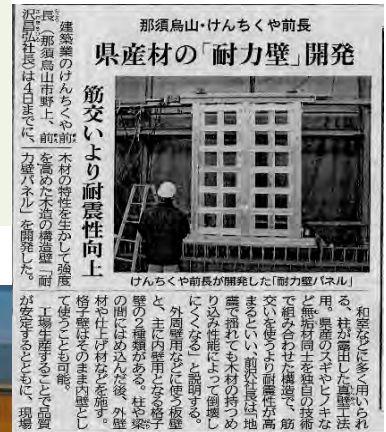 那須烏山・けんちくや前長
県産材の「耐力壁」開発
筋交いより耐震性向上
建築業のけんちくや前
長（那須烏山市野上、前
沢昌弘社長）は４日までに、
木材の特性を生かして強度
を高めた木造の構造壁「耐
力壁パネル」を開発した。
けんちくや前長が開発した「耐力壁パネル」
和室などに多く用いられ
る、柱が露出した真壁工法
用。県産のスギやヒノキな
ど無垢材同士を独自の技術
で組み合わせた構造で、筋
交いを使うより耐震性が高
まるといい、前沢社長は「地
震で揺れても木材の持つめ
り込み性能によって倒壊し
にくくなる」と説明する。
外周壁用などに使う板壁
と、主に内壁用となる格子
壁の２種類がある。柱や梁
の間にはめ込んだ後、外壁
材や仕上げ材などを施す。
格子壁はそのまま内壁とし
て使うことも可能。
工場生産することで品質
が安定するとともに、現場